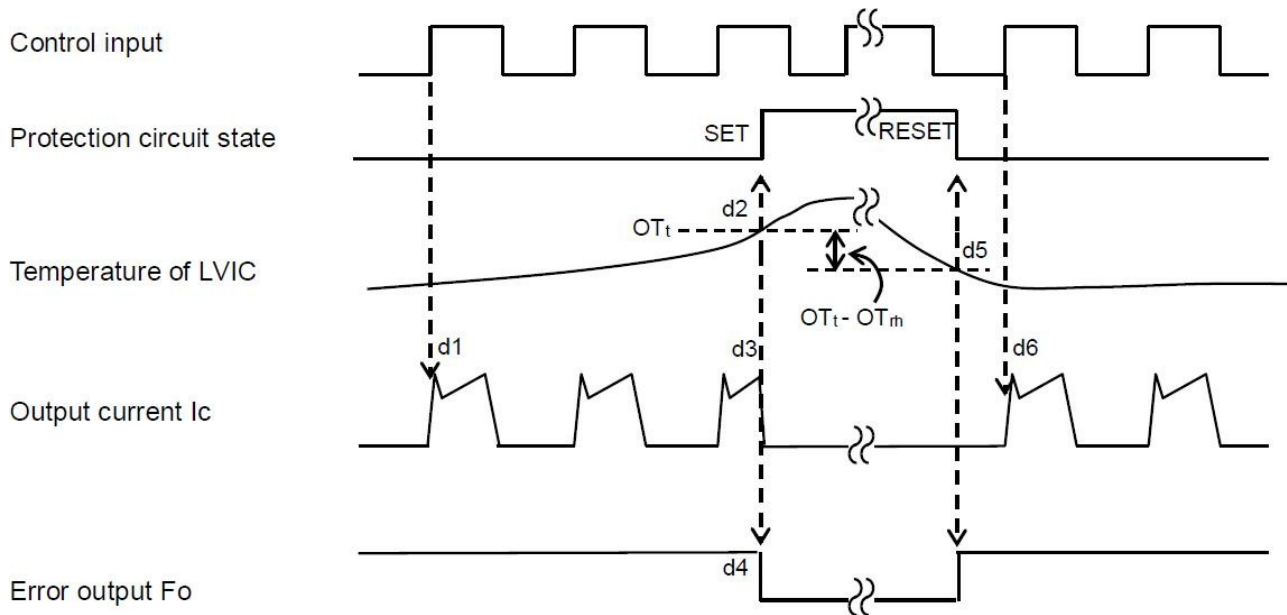 Control input
Protection circuit state
SET
RESET
d2
OTt
d5
Temperature of LVIC
OTt - OTrh
d1
d3
d6
Output current Ic
d4
Error output Fo